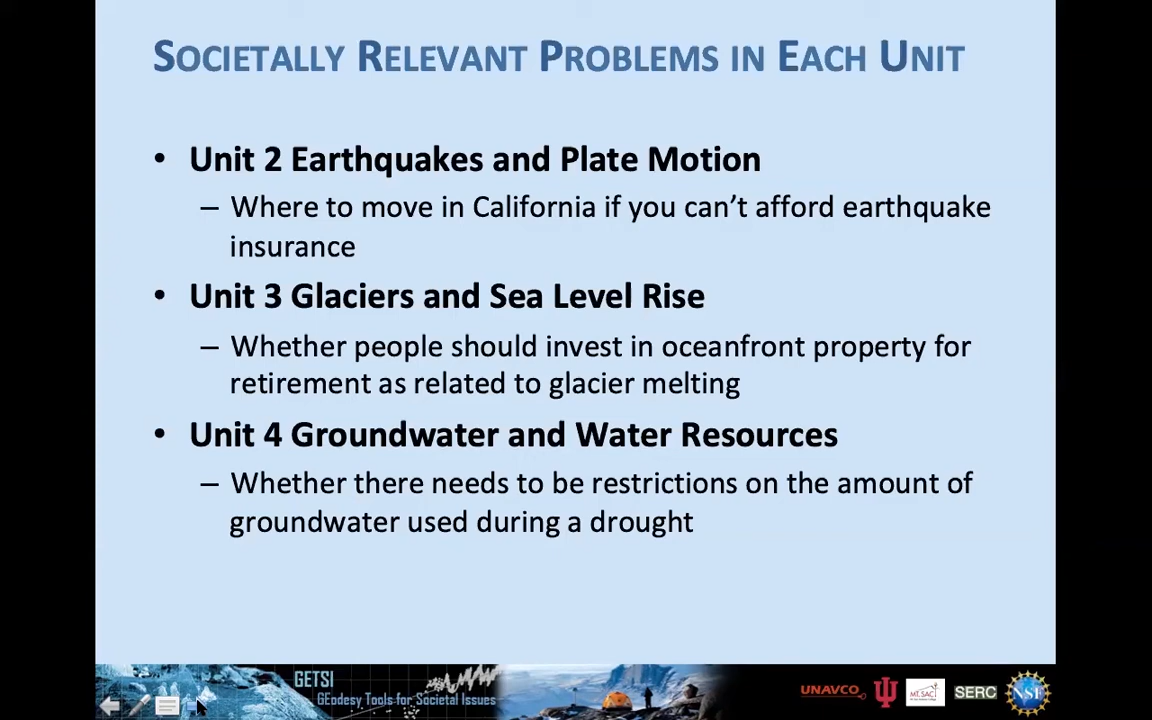 SOCIETALLY RELEVANT PROBLEMS IN EACH UNIT
• Unit 2 Earthquakes and Plate Motion
– Where to move in California if you can't afford earthquake
insurance
• Unit 3 Glaciers and Sea Level Rise
– Whether people should invest in oceanfront property for
retirement as related to glacier melting
• Unit 4 Groundwater and Water Resources
– Whether there needs to be restrictions on the amount of
groundwater used during a drought
GETSI
GEodesy Tools for Societal Issues
UNAVCO
MT. SAC
SERC
NSF